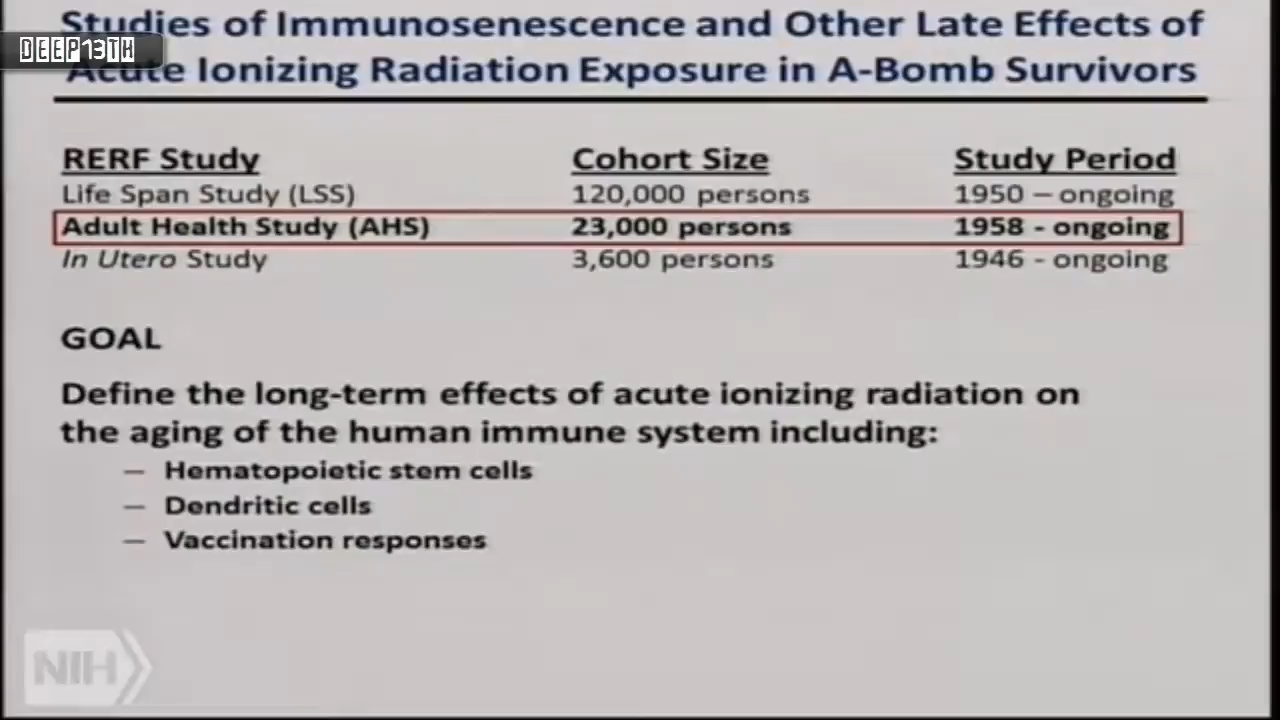 Studies of Immunosenescence and Other Late Effects of
DEEP13TH
Acute Ionizing Radiation Exposure in A-Bomb Survivors
RERF Study Cohort Size Study Period
Life Span Study (LSS) 120,000 persons 1950 – ongoing
Adult Health Study (AHS) 23,000 persons 1958 - ongoing
In Utero Study 3,600 persons 1946 - ongoing
GOAL
Define the long-term effects of acute ionizing radiation on
the aging of the human immune system including:
— Hematopoietic stem cells
— Dendritic cells
— Vaccination responses
NIH